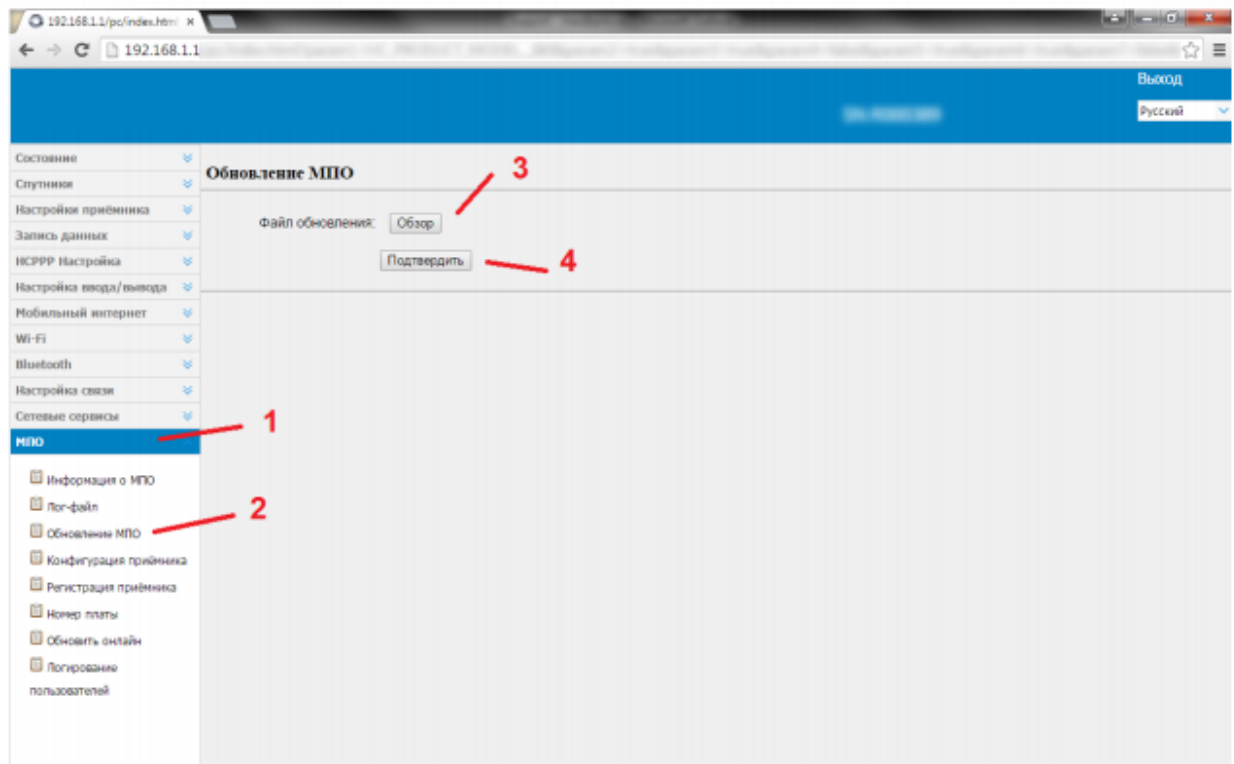 192.168.1.1/pc/index.html
192.168.1.1
Выход
Русский
Состояние
Спутники
Настройки приёмника
Запись данных
HCPPP Настройка
Настройка ввода/вывода
Мобильный интернет
Wi-Fi
Bluetooth
Настройка связи
Сетевые сервисы
МПО
1
Информация о МПО
Лог-файл
Обновление МПО
2
Конфигурация приёмника
Регистрация приёмника
Номер платы
Обновить онлайн
Логирование
пользователей
Обновление МПО
3
Файл обновления: Обзор
Подтвердить
4